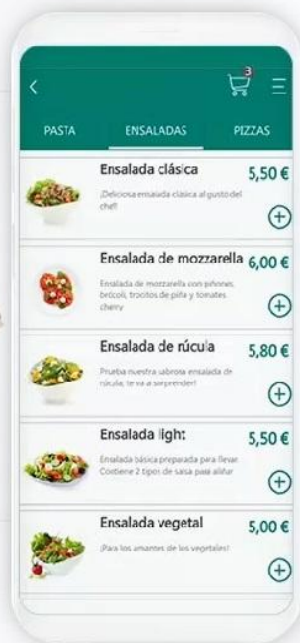 3
PASTA ENSALADAS PIZZAS
Ensalada clásica 5,50 €
¡Deliciosa ensalada clásica al gusto del
chef!
Ensalada de mozzarella 6,00 €
Ensalada de mozzarella con piñones,
brócoli, trocitos de piña y tomates
cherry
Ensalada de rúcula 5,80 €
Prueba nuestra sabrosa ensalada de
rúcula, te va a sorprender!
Ensalada light 5,50 €
Ensalada básica preparada para llevar.
Contiene 2 tipos de salsa para aliñar
Ensalada vegetal 5,00 €
¡Para los amantes de los vegetales!